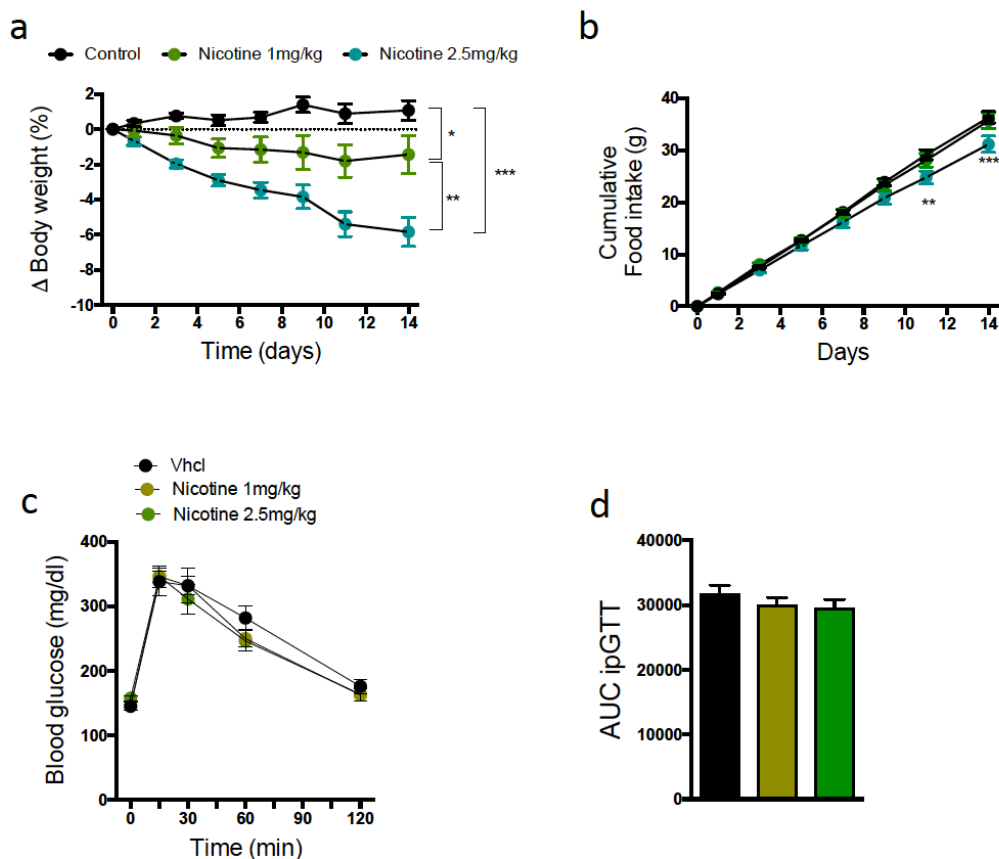 a
Control Nicotine 1mg/kg Nicotine 2.5mg/kg
Δ Body weight (%)
2
0
-2
-4
-6
-8
-10
*
**
***
0 2 4 6 8 10 11 14
Time (days)
b
Cumulative
Food intake (g)
40
30
20
10
0
**
***
0 2 4 6 8 10 11 14
Days
c
Vhcl
Nicotine 1mg/kg
Nicotine 2.5mg/kg
Blood glucose (mg/dl)
400
300
200
100
0
0 30 60 90 120
Time (min)
d
AUC ipGTT
40000
30000
20000
10000
0